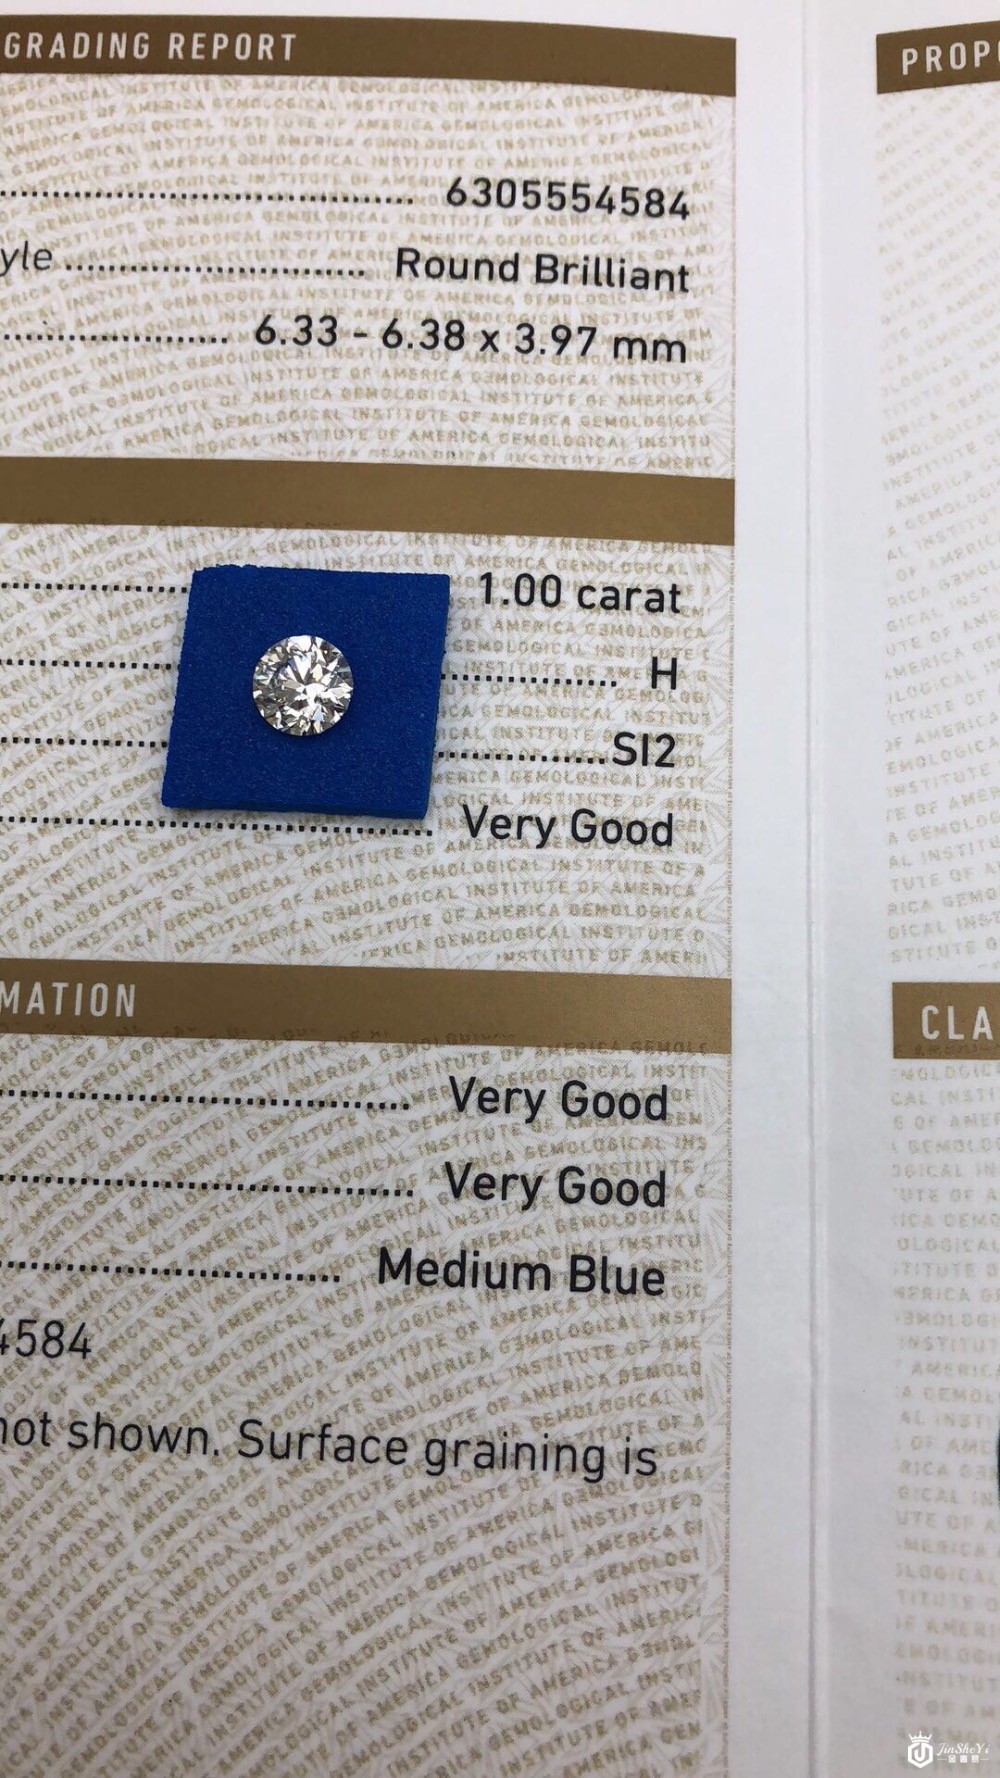 GRADING REPORT
6305554584
yle
Round Brilliant
6.33 - 6.38 x 3.97 mm
1.00 carat
H
SI2
Very Good
MATION
Very Good
Very Good
Medium Blue
4584
not shown. Surface graining is
PROP
CLA
JinSheYi